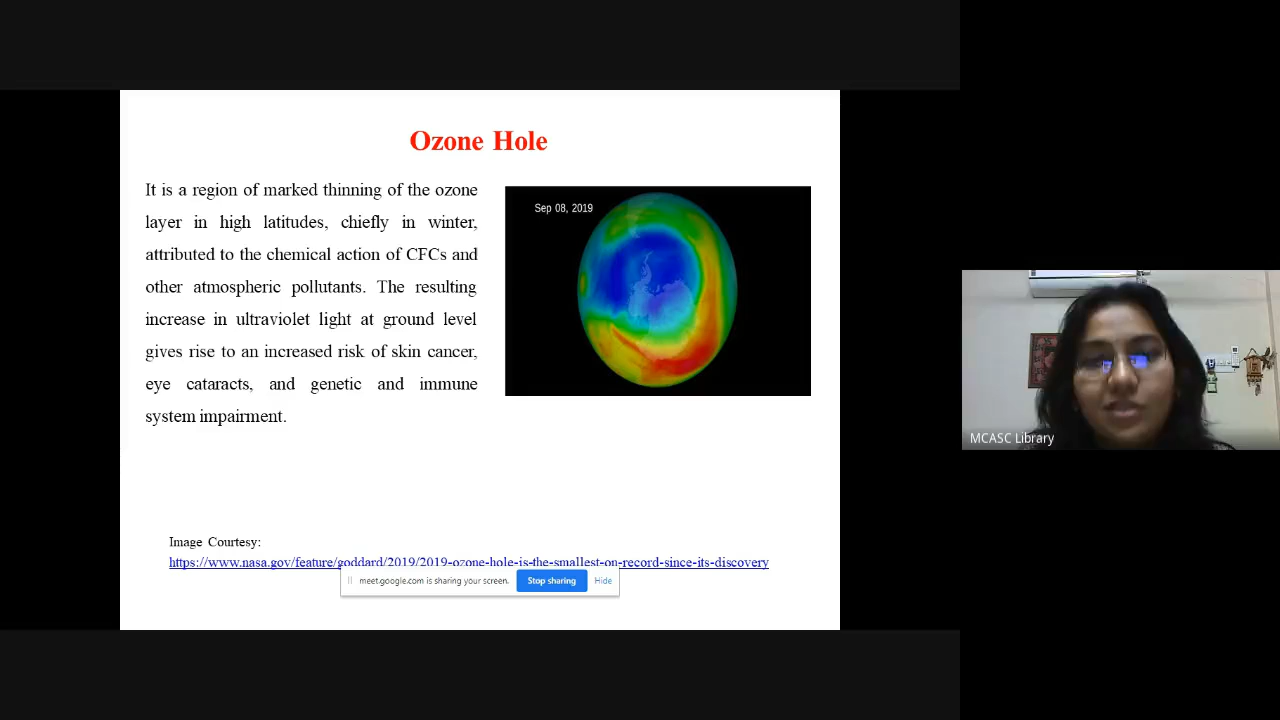 Ozone Hole
It is a region of marked thinning of the ozone
layer in high latitudes, chiefly in winter,
attributed to the chemical action of CFCs and
other atmospheric pollutants. The resulting
increase in ultraviolet light at ground level
gives rise to an increased risk of skin cancer,
eye cataracts, and genetic and immune
system impairment.
Sep 08, 2019
Image Courtesy:
https://www.nasa.gov/feature/goddard/2019/2019-ozone-hole-is-the-smallest-on-record-since-its-discovery
meet.google.com is sharing your screen. Stop sharing Hide
MCASC Library